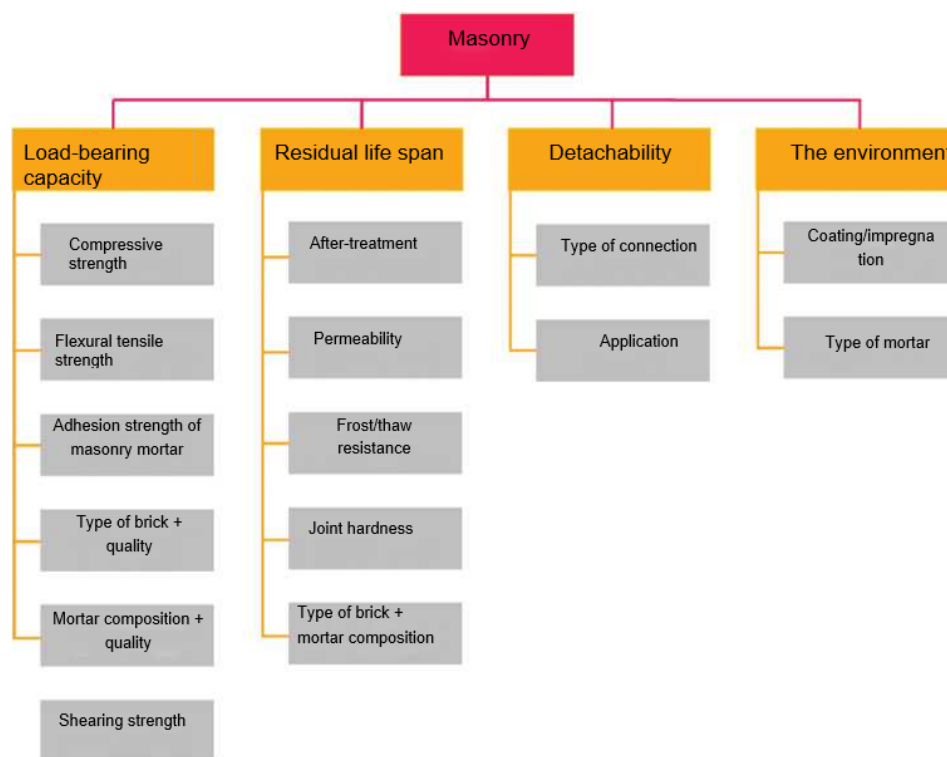 Masonry
Load-bearing
capacity
Compressive
strength
Flexural tensile
strength
Adhesion strength of
masonry mortar
Type of brick +
quality
Mortar composition +
quality
Shearing strength
Residual life span
After-treatment
Permeability
Frost/thaw
resistance
Joint hardness
Type of brick +
mortar composition
Detachability
Type of connection
Application
The environment
Coating/impregna
tion
Type of mortar